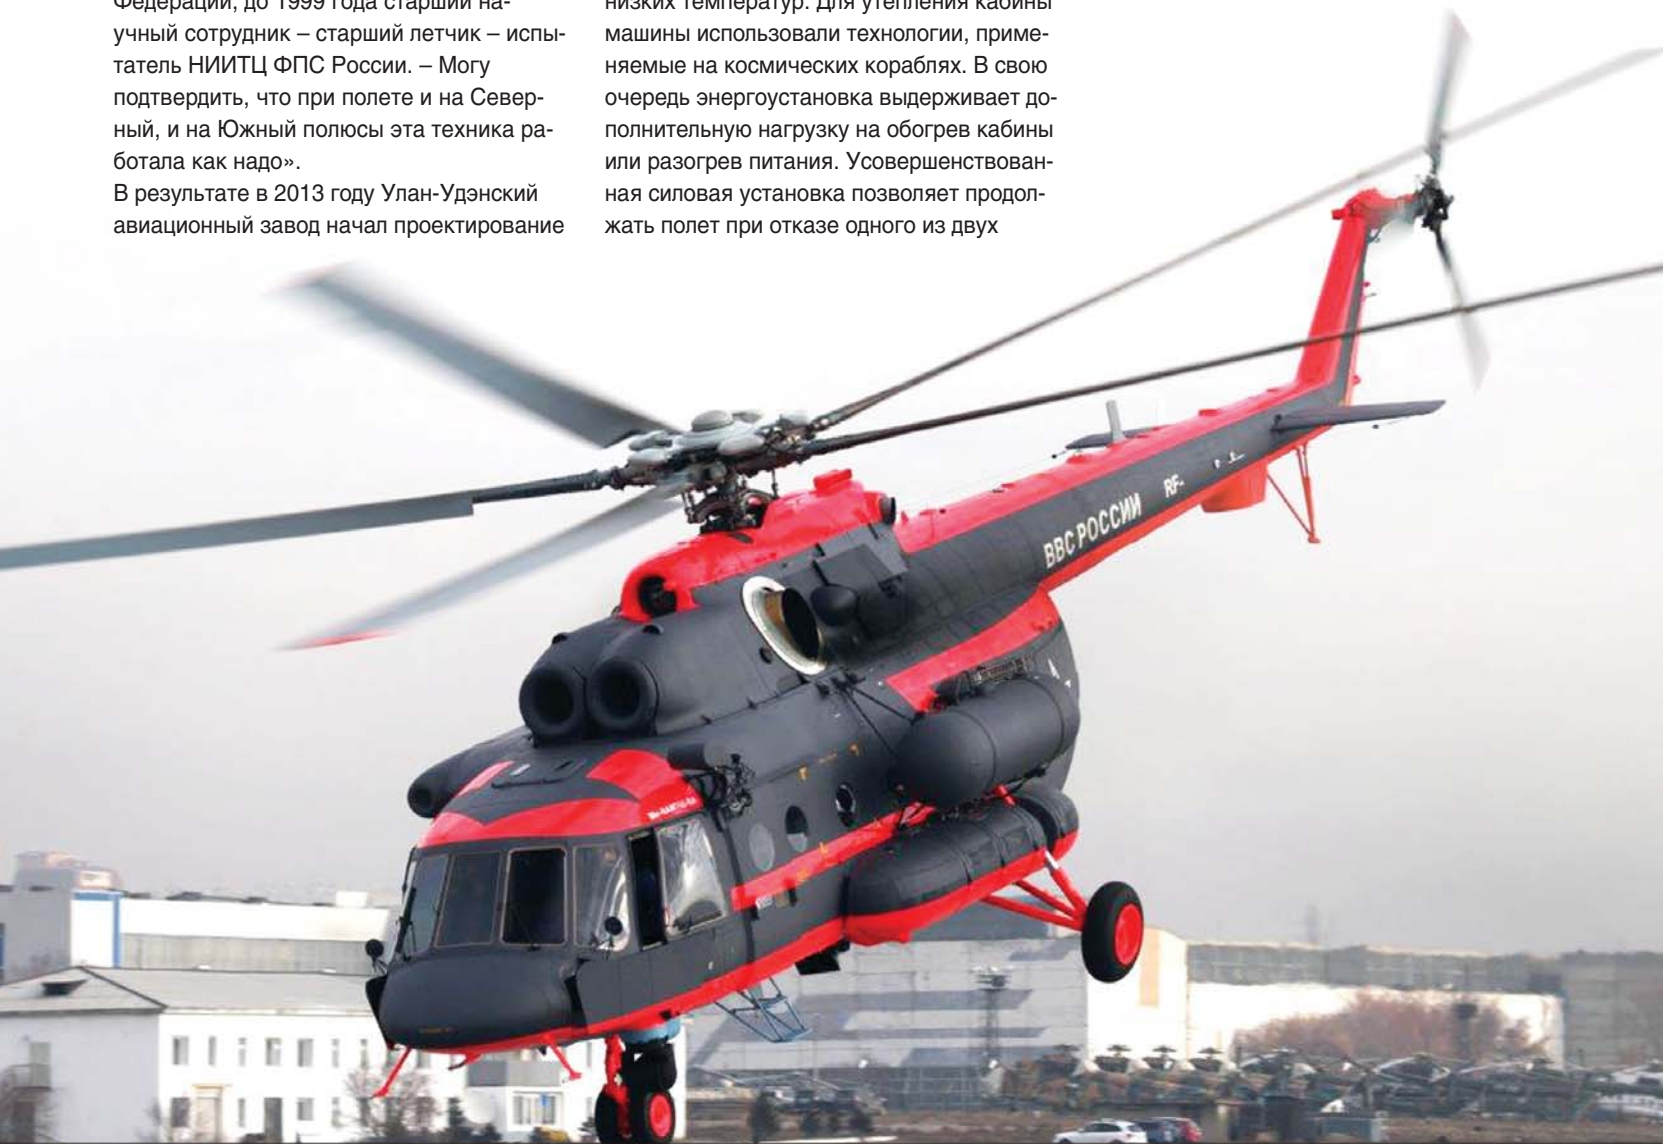 Федерации, до 1999 года старший на-
учный сотрудник – старший летчик – испы-
татель НИИТЦ ФПС России. – Могу
подтвердить, что при полете и на Север-
ный, и на Южный полюсы эта техника ра-
ботала как надо».
В результате в 2013 году Улан-Удэнский
авиационный завод начал проектирование
низких температур. Для утепления кабины
машины использовали технологии, приме-
няемые на космических кораблях. В свою
очередь энергоустановка выдерживает до-
полнительную нагрузку на обогрев кабины
или разогрев питания. Усовершенствован-
ная силовая установка позволяет продол-
жать полет при отказе одного из двух
ВВС РОССИИ RF-